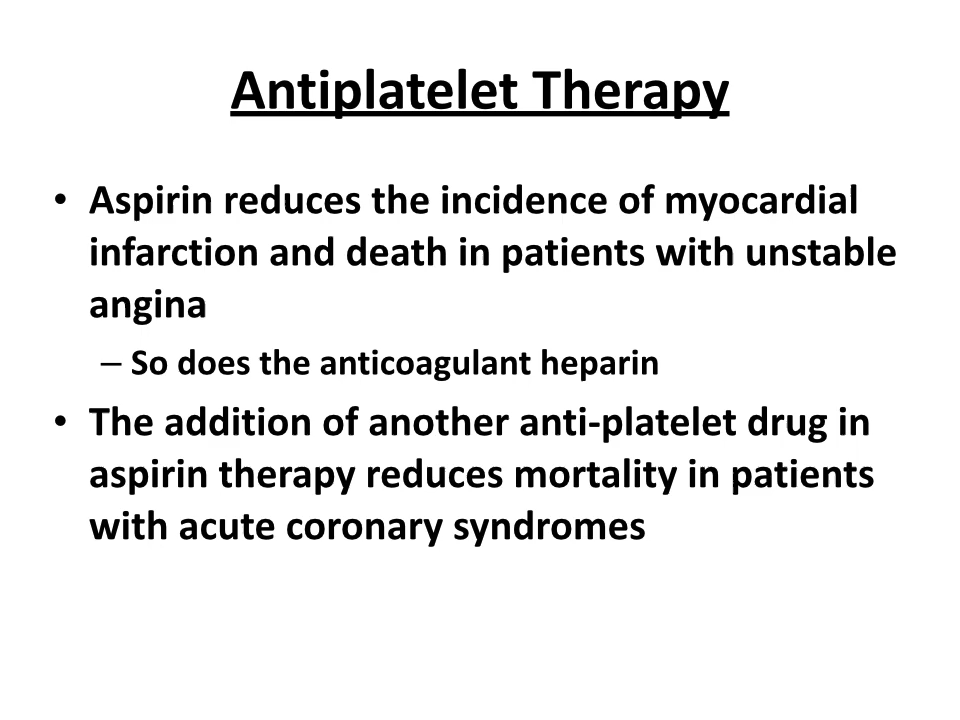 Antiplatelet Therapy
• Aspirin reduces the incidence of myocardial
infarction and death in patients with unstable
angina
– So does the anticoagulant heparin
• The addition of another anti-platelet drug in
aspirin therapy reduces mortality in patients
with acute coronary syndromes